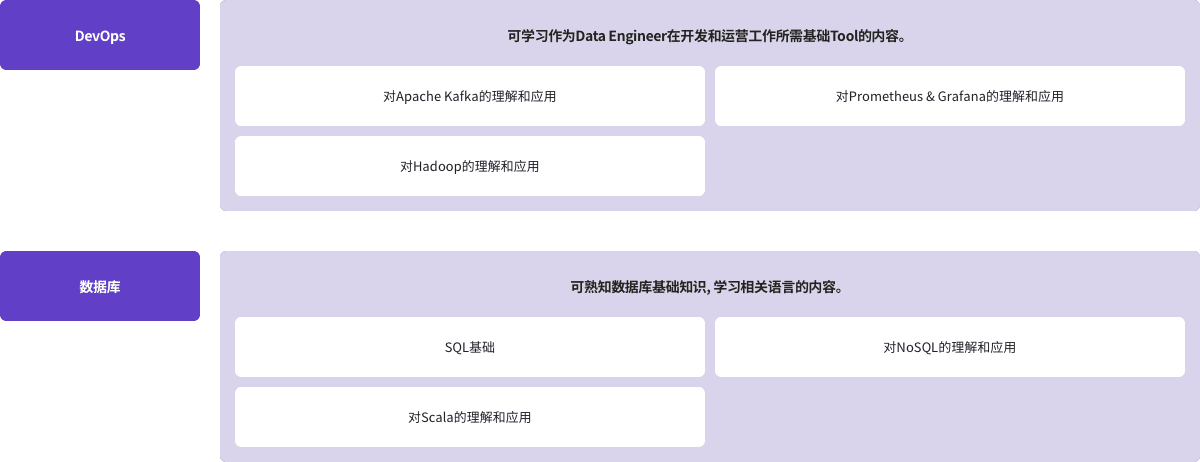 DevOps
可学习作为Data Engineer在开发和运营工作所需基础Tool的内容。
对Apache Kafka的理解和应用
对Prometheus & Grafana的理解和应用
对Hadoop的理解和应用
数据库
可熟知数据库基础知识, 学习相关语言的内容。
SQL基础
对NoSQL的理解和应用
对Scala的理解和应用